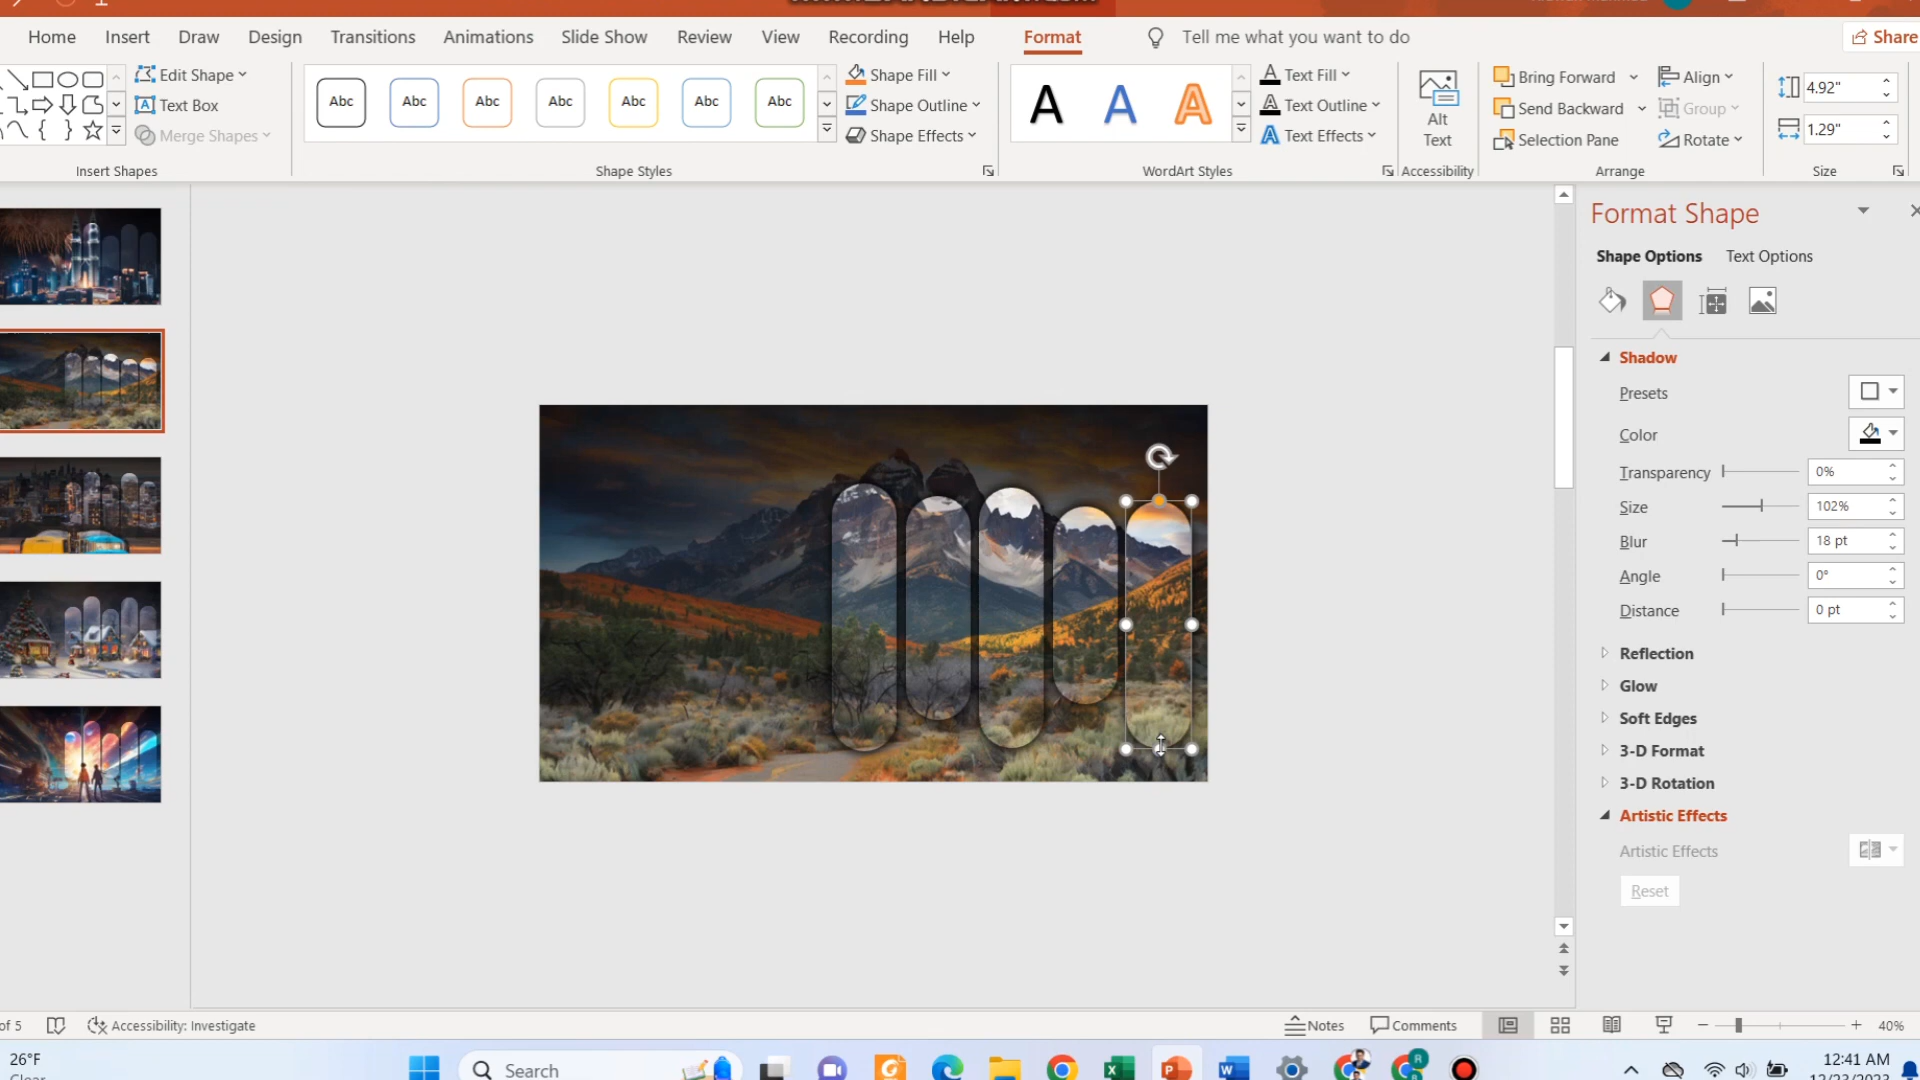 Home Insert Draw Design Transitions Animations Slide Show Review View Recording Help Format Tell me what you want to do Share
Edit Shape
Text Box
Merge Shapes
Insert Shapes
Abc Abc Abc Abc Abc Abc Abc
Shape Fill
Shape Outline
Shape Effects
Shape Styles
A A A
Text Fill
Text Outline
Text Effects
WordArt Styles
Alt
Text
Accessibility
Bring Forward
Send Backward
Selection Pane
Align
Group
Rotate
Arrange
4.92"
1.29"
Size
Format Shape
Shape Options Text Options
Shadow
Presets
Color
Transparency 0%
Size 102%
Blur 18 pt
Angle 0°
Distance 0 pt
Reflection
Glow
Soft Edges
3-D Format
3-D Rotation
Artistic Effects
Artistic Effects
Reset
of 5 Accessibility: Investigate Notes Comments 40%
26°F
Search
12:41 AM